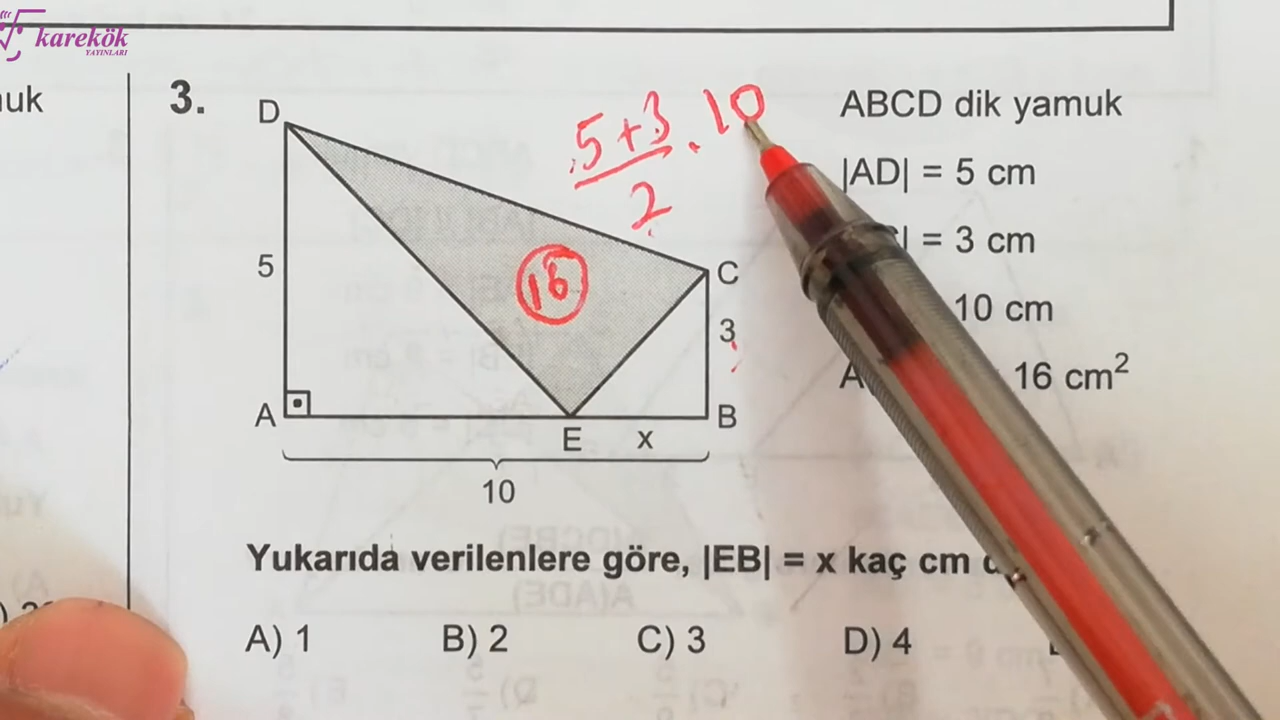 karekök
YAYINLARI
uk
3.
D
5+3/2 . 10
ABCD dik yamuk
|AD| = 5 cm
| = 3 cm
10 cm
A 16 cm²
5
16
C
3
A
E
x
B
10
Yukarıda verilenlere göre, |EB| = x kaç cm
A) 1 B) 2 C) 3 D) 4